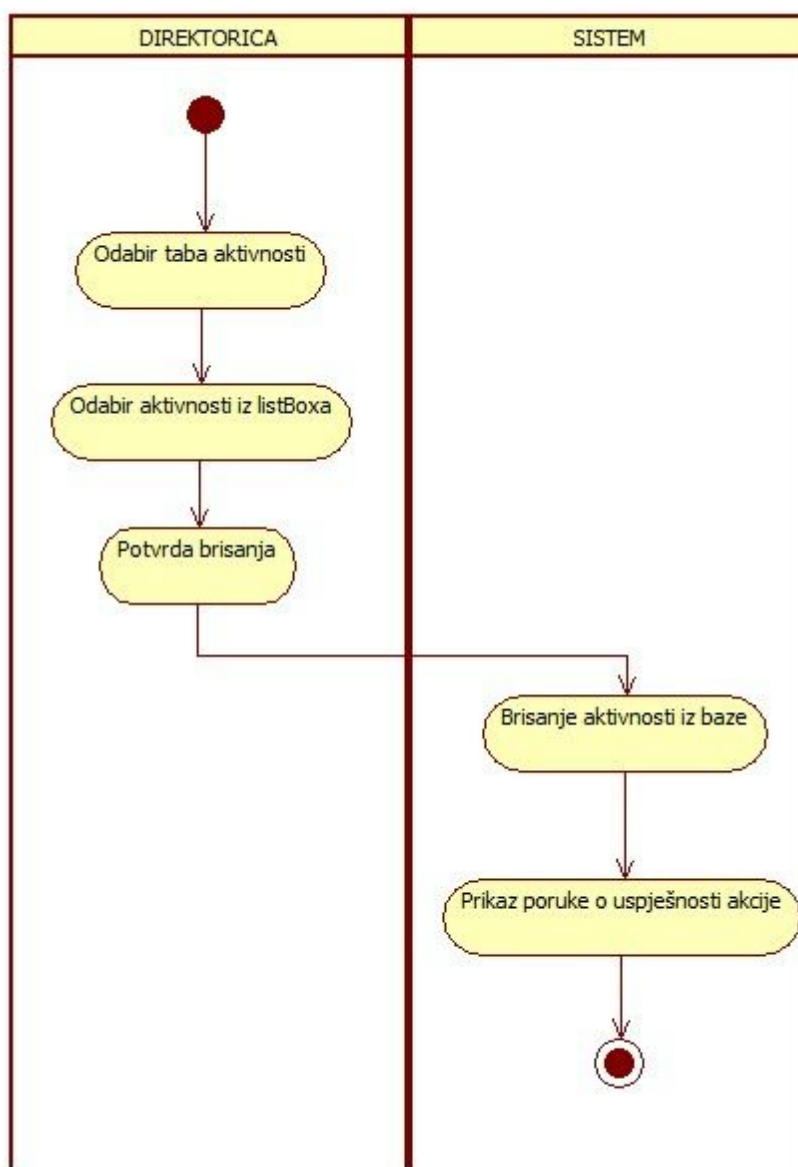 DIREKTORICA
SISTEM
Odabir taba aktivnosti
Odabir aktivnosti iz listBoxa
Potvrda brisanja
Brisanje aktivnosti iz baze
Prikaz poruke o uspješnosti akcije